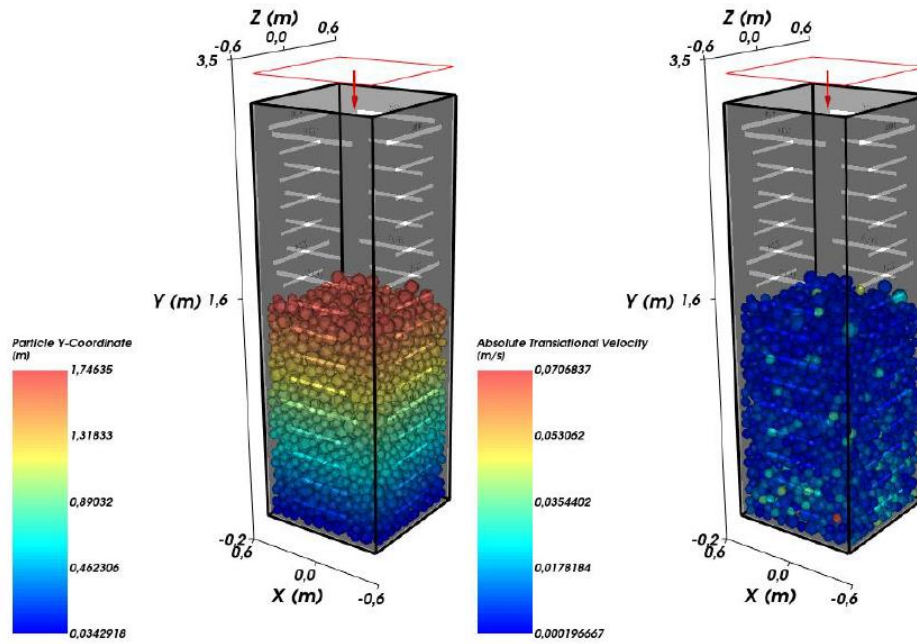 Z (m)
-0,6
0,0
0,6
3,5
Y (m)
1,6
-0,2
0,6
0,0
-0,6
X (m)
Particle Y-Coordinate
(m)
1,74635
1,31833
0,89032
0,462306
0,0342918
Z (m)
-0,6
0,0
0,6
3,5
Y (m)
1,6
-0,2
0,6
0,0
-0,6
X (m)
Absolute Translational Velocity
(m/s)
0,0706837
0,053062
0,0354402
0,0178184
0,000196667